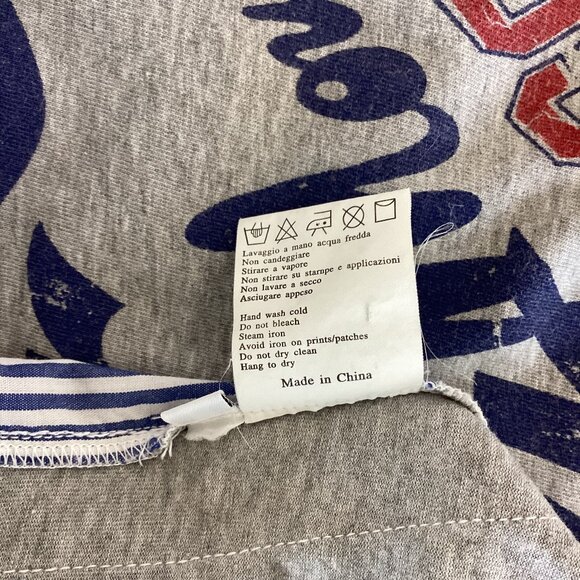 Lavaggio a mano acqua fredda
Non candeggiare
Stirare a vapore
Non stirare su stampe e applicazioni
Non lavare a secco
Asciugare appcso
Hand wash cold
Do not bleach
Steam iron
Avoid iron on prints/patches
Do not dry clean
Hang to dry
Made in China